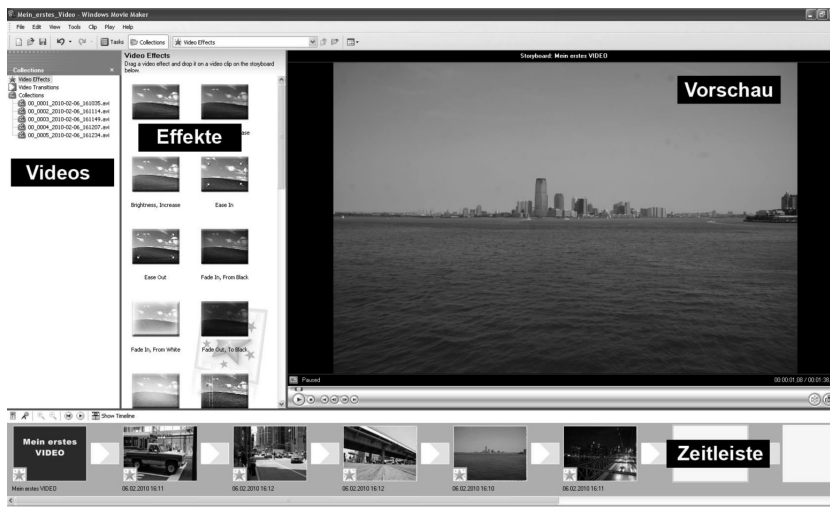 Mein_erstes_Video - Windows Movie Maker
File Edit View Tools Clip Play Help
Tasks Collections Video Effects
Collections ×
Video Effects
Video Transitions
Collections
00_0001_2010-02-06_161035.avi
00_0002_2010-02-06_161114.avi
00_0003_2010-02-06_161149.avi
00_0004_2010-02-06_161207.avi
00_0005_2010-02-06_161234.avi
Videos
Video Effects
Drag a video effect and drop it on a video clip on the storyboard
below.
Effekte
Brightness, Increase Ease In
Ease Out Fade In, From Black
Fade In, From White Fade Out, To Black
Storyboard: Mein erstes VIDEO
Vorschau
Paused 00:00:01,08 / 00:01:38
Show Timeline
Mein erstes
VIDEO
Zeitleiste
Mein erstes VIDEO 06.02.2010 16:11 06.02.2010 16:12 06.02.2010 16:12 06.02.2010 16:10 06.02.2010 16:11